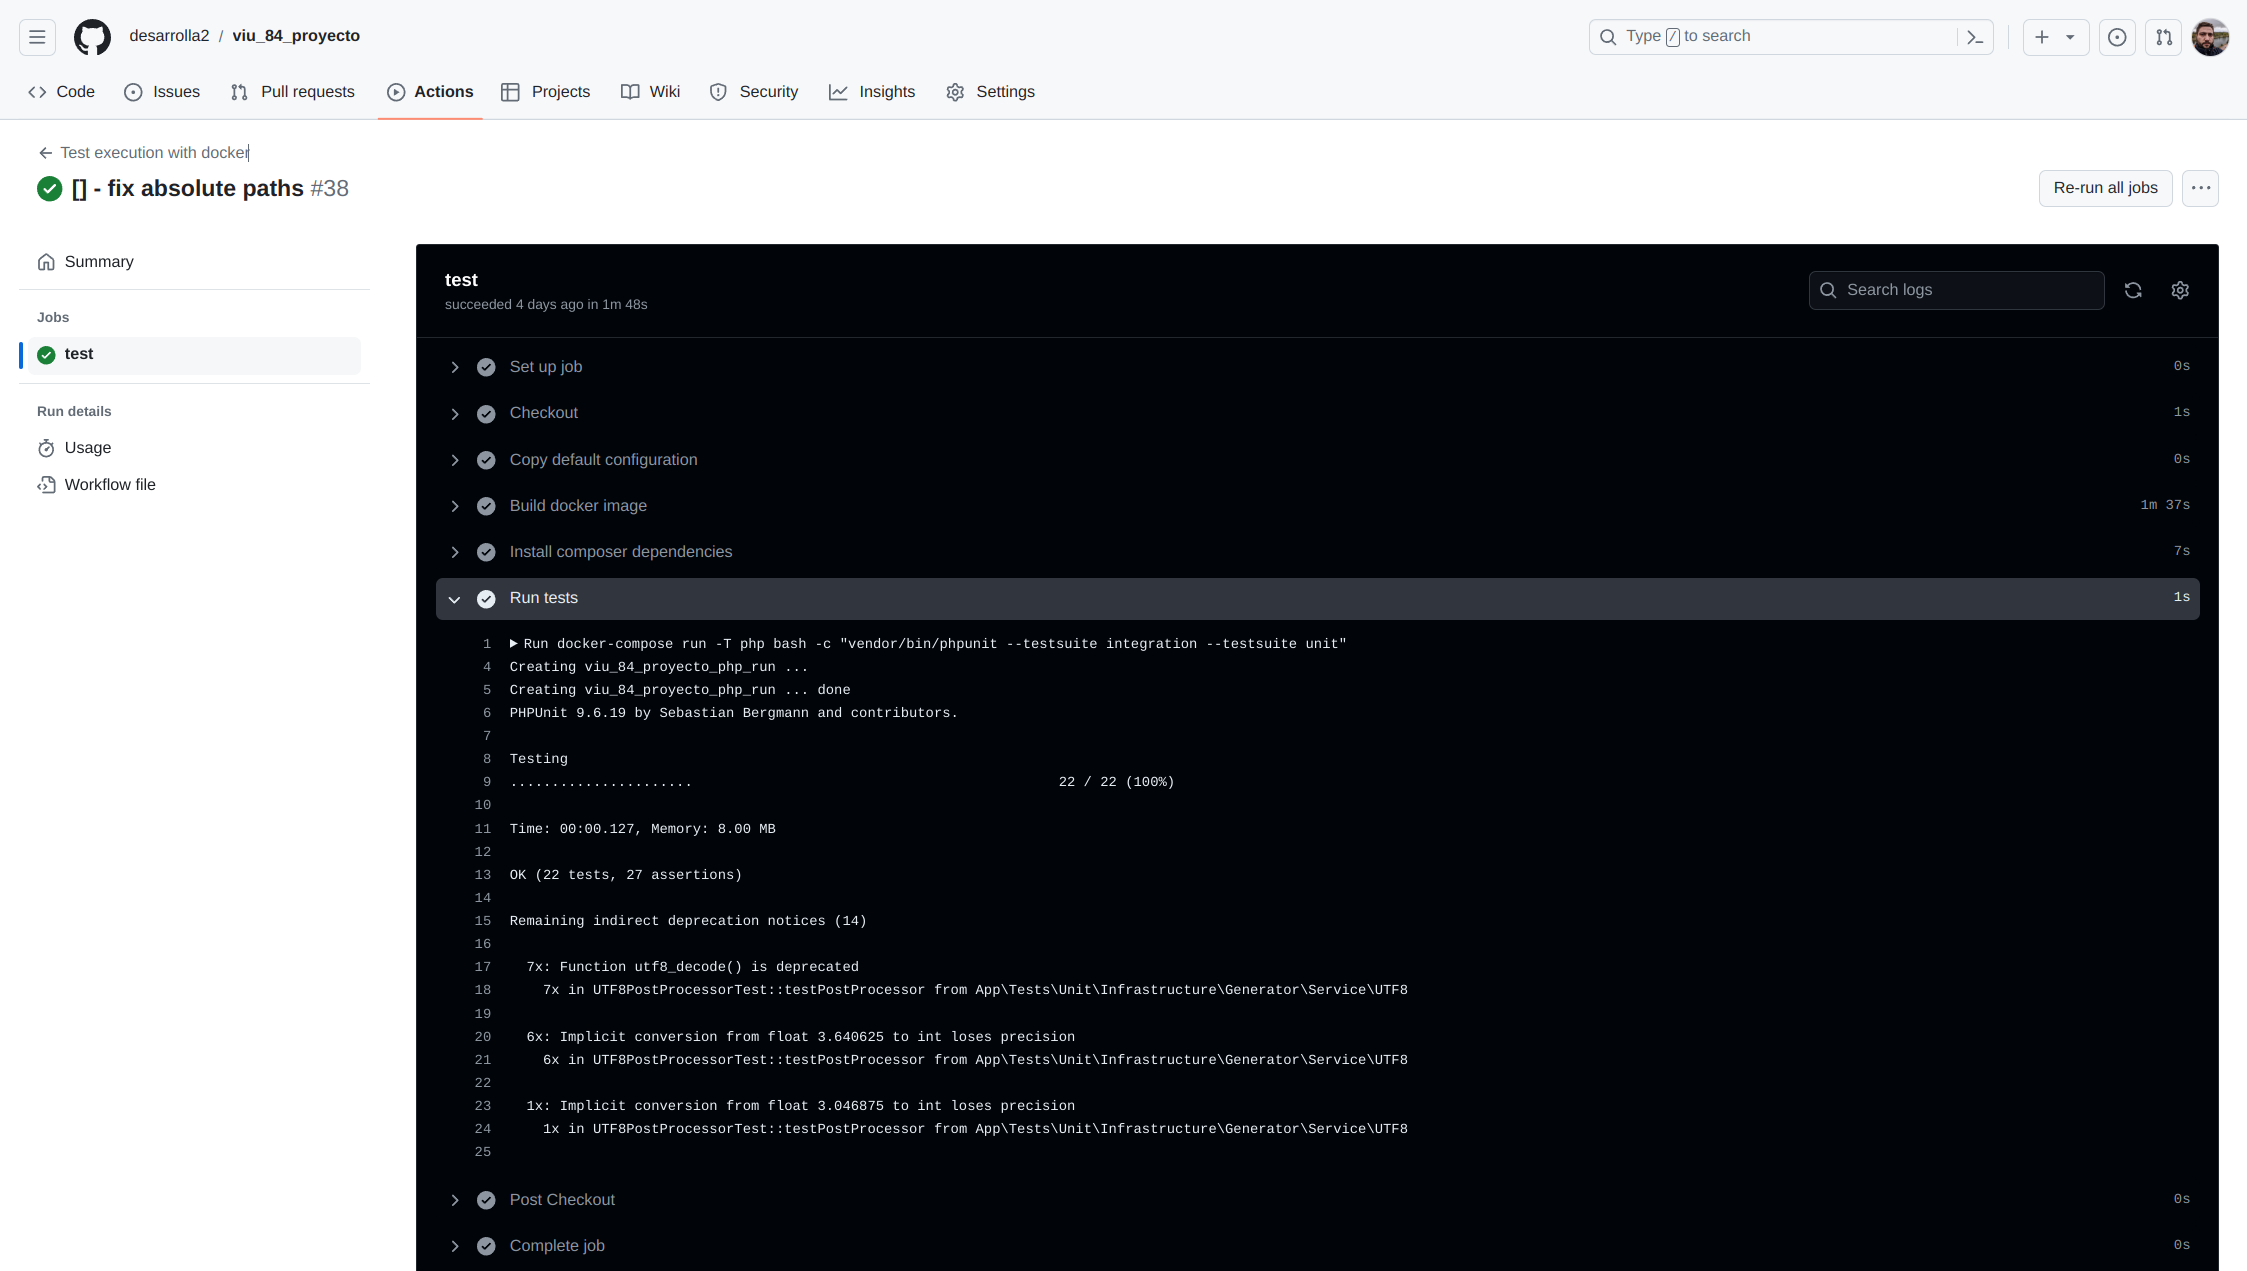 desarrolla2 / viu_84_proyecto
Type / to search
Code
Issues
Pull requests
Actions
Projects
Wiki
Security
Insights
Settings
Test execution with docker
[] - fix absolute paths #38
Re-run all jobs
Summary
Jobs
test
Run details
Usage
Workflow file
test
succeeded 4 days ago in 1m 48s
Search logs
Set up job 0s
Checkout 1s
Copy default configuration 0s
Build docker image 1m 37s
Install composer dependencies 7s
Run tests 1s
1 Run docker-compose run -T php bash -c "vendor/bin/phpunit --testsuite integration --testsuite unit"
4 Creating viu_84_proyecto_php_run ...
5 Creating viu_84_proyecto_php_run ... done
6 PHPUnit 9.6.19 by Sebastian Bergmann and contributors.
7
8 Testing
9 ...................... 22 / 22 (100%)
10
11 Time: 00:00.127, Memory: 8.00 MB
12
13 OK (22 tests, 27 assertions)
14
15 Remaining indirect deprecation notices (14)
16
17 7x: Function utf8_decode() is deprecated
18 7x in UTF8PostProcessorTest::testPostProcessor from App\Tests\Unit\Infrastructure\Generator\Service\UTF8
19
20 6x: Implicit conversion from float 3.640625 to int loses precision
21 6x in UTF8PostProcessorTest::testPostProcessor from App\Tests\Unit\Infrastructure\Generator\Service\UTF8
22
23 1x: Implicit conversion from float 3.046875 to int loses precision
24 1x in UTF8PostProcessorTest::testPostProcessor from App\Tests\Unit\Infrastructure\Generator\Service\UTF8
25
Post Checkout 0s
Complete job 0s